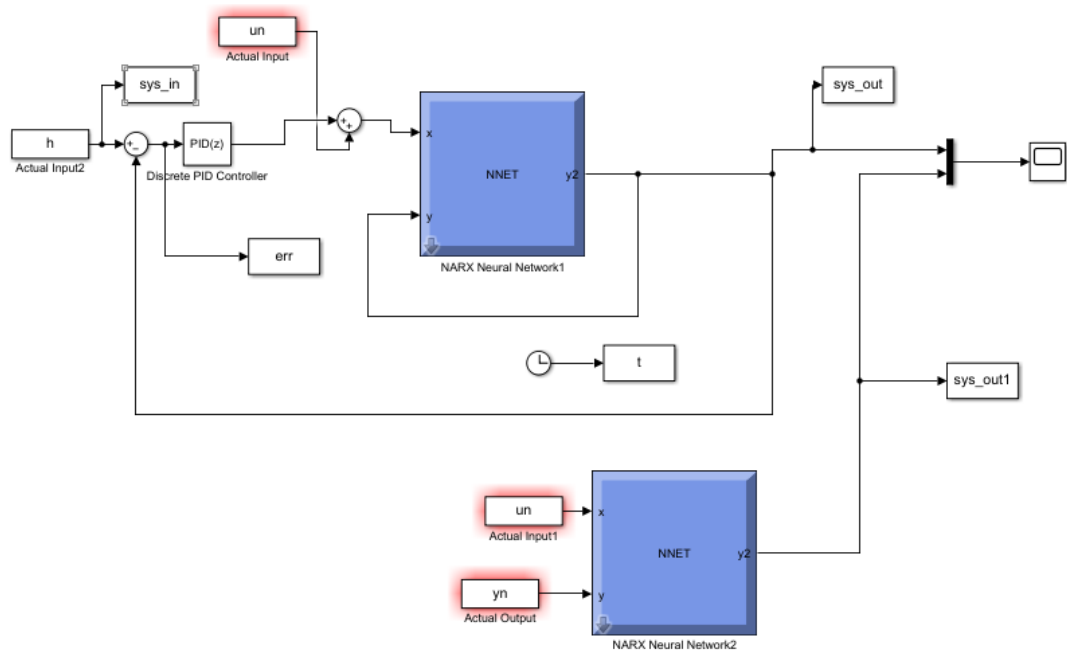 un
Actual Input
sys_in
sys_out
h
Actual Input2
+
−
PID(z)
Discrete PID Controller
+
+
x
NNET
y2
y
NARX Neural Network1
err
t
sys_out1
un
Actual Input1
x
NNET
y2
yn
Actual Output
y
NARX Neural Network2